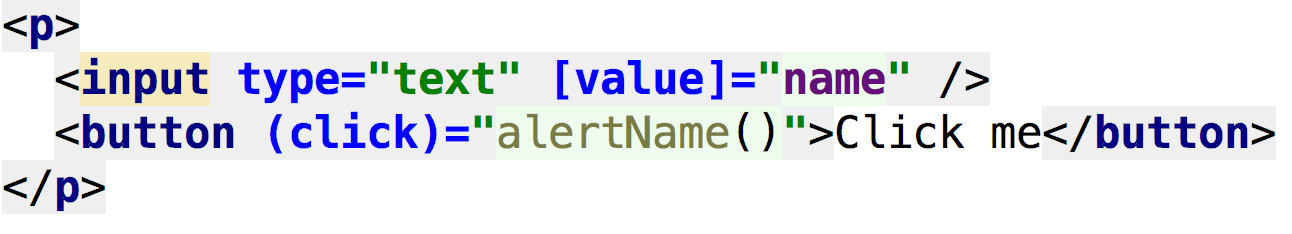 <p>
  <input type="text" [value]="name" />
  <button (click)="alertName()">Click me</button>
</p>